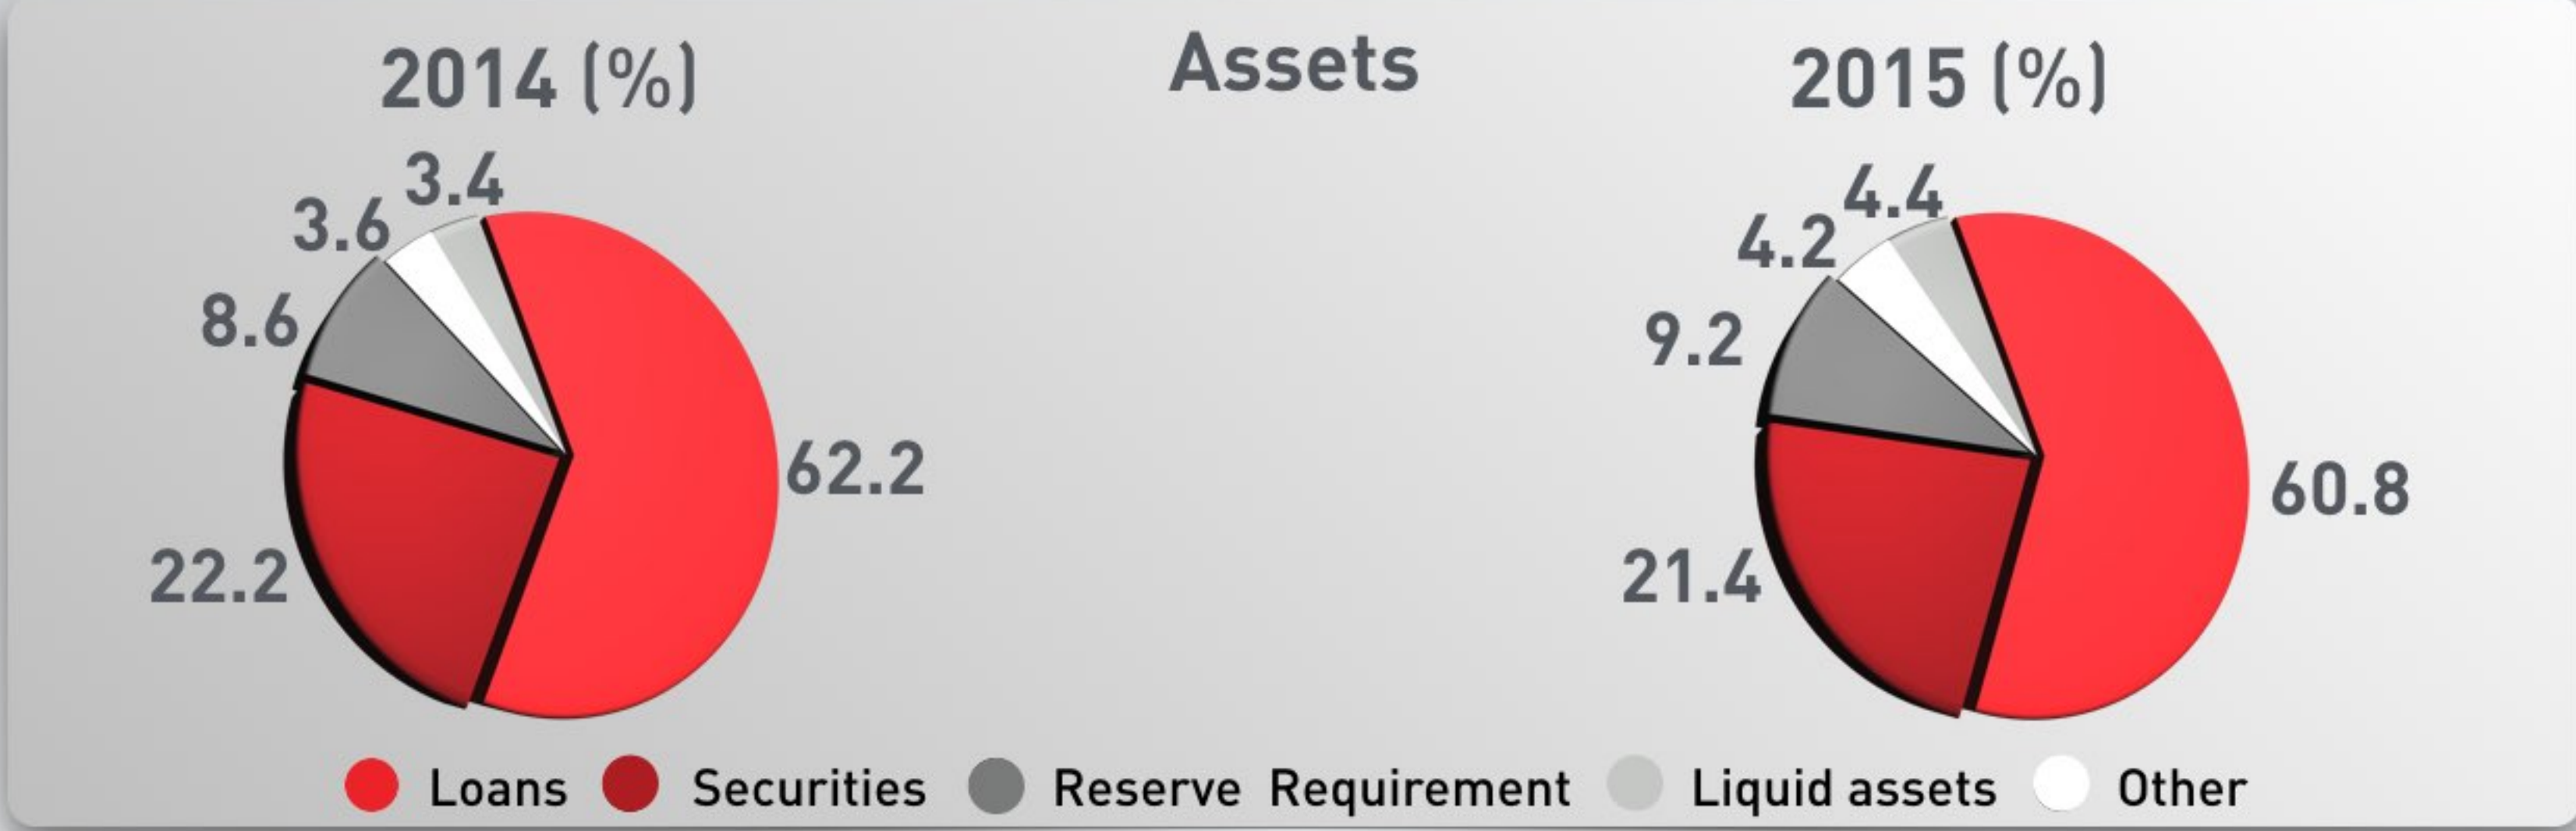 Assets
2014 (%)
3.4
3.6
8.6
22.2
62.2
2015 (%)
4.4
4.2
9.2
21.4
60.8
Loans
Securities
Reserve Requirement
Liquid assets
Other